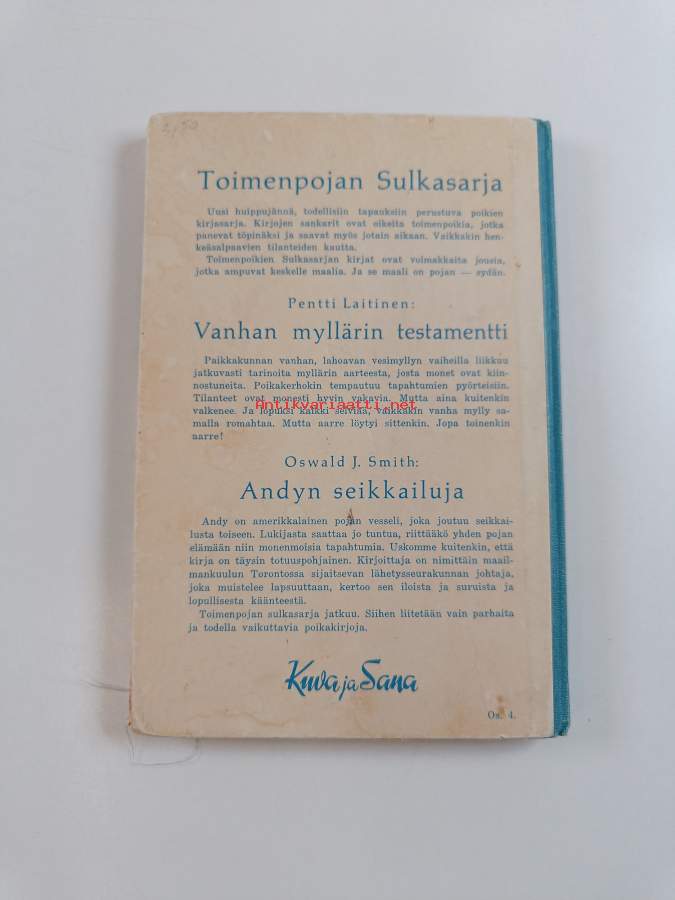 3/50
Toimenpojan Sulkasarja
Uusi huippujännä, todellisiin tapauksiin perustuva poikien
kirjasarja. Kirjojen sankarit ovat oikeita toimenpoikia, jotka
panevat töpinäksi ja saavat myös jotain aikaan. Vaikkakin hen-
keäsalpaavien tilanteiden kautta.
Toimenpoikien Sulkasarjan kirjat ovat voimakkaita jousia,
jotka ampuvat keskelle maalia. Ja se maali on pojan — sydän.
Pentti Laitinen:
Vanhan myllärin testamentti
Paikkakunnan vanhan, lahoavan vesimyllyn vaiheilla liikkuu
jatkuvasti tarinoita myllärin aarteesta, josta monet ovat kiin-
nostuneita. Poikakerhokin tempautuu tapahtumien pyörteisiin.
Tilanteet ovat monesti hyvin vakavia. Mutta aina kuitenkin
valkenee. Ja lopuksi kaikki selviää, vaikkakin vanha mylly sa-
malla romahtaa. Mutta aarre löytyi sittenkin. Jopa toinenkin
aarre!
Antikvariaatti.net
Oswald J. Smith:
Andyn seikkailuja
Andy on amerikkalainen pojan vesseli, joka joutuu seikkai-
lusta toiseen. Lukijasta saattaa jo tuntua, riittääkö yhden pojan
elämään niin monenmoisia tapahtumia. Uskomme kuitenkin, että
kirja on täysin totuuspohjainen. Kirjoittaja on nimittäin maail-
mankuulun Torontossa sijaitsevan lähetysseurakunnan johtaja,
joka muistelee lapsuuttaan, kertoo sen iloista ja suruista ja
lopullisesta käänteestä.
Toimenpojan sulkasarja jatkuu. Siihen liitetään vain parhaita
ja todella vaikuttavia poikakirjoja.
Kuva ja Sana
Os. 4.